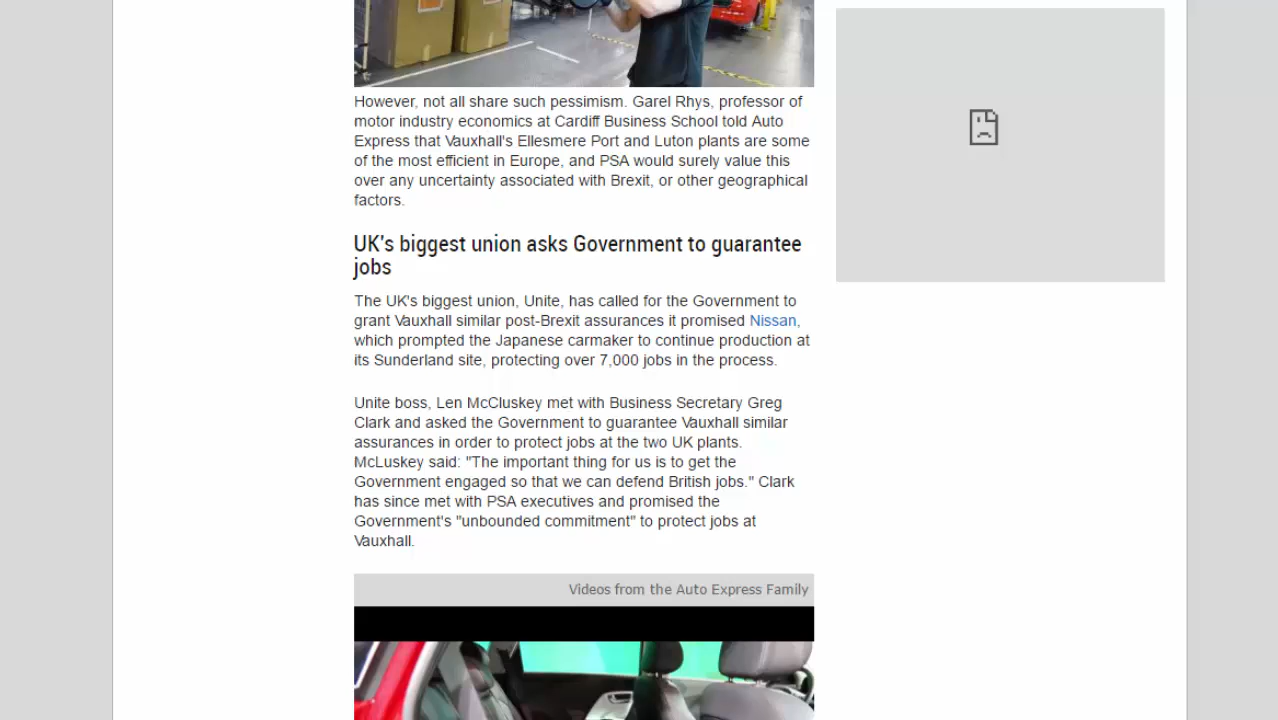 However, not all share such pessimism. Garel Rhys, professor of
motor industry economics at Cardiff Business School told Auto
Express that Vauxhall's Ellesmere Port and Luton plants are some
of the most efficient in Europe, and PSA would surely value this
over any uncertainty associated with Brexit, or other geographical
factors.
UK's biggest union asks Government to guarantee
jobs
The UK's biggest union, Unite, has called for the Government to
grant Vauxhall similar post-Brexit assurances it promised Nissan,
which prompted the Japanese carmaker to continue production at
its Sunderland site, protecting over 7,000 jobs in the process.
Unite boss, Len McCluskey met with Business Secretary Greg
Clark and asked the Government to guarantee Vauxhall similar
assurances in order to protect jobs at the two UK plants.
McLuskey said: "The important thing for us is to get the
Government engaged so that we can defend British jobs." Clark
has since met with PSA executives and promised the
Government's "unbounded commitment" to protect jobs at
Vauxhall.
Videos from the Auto Express Family